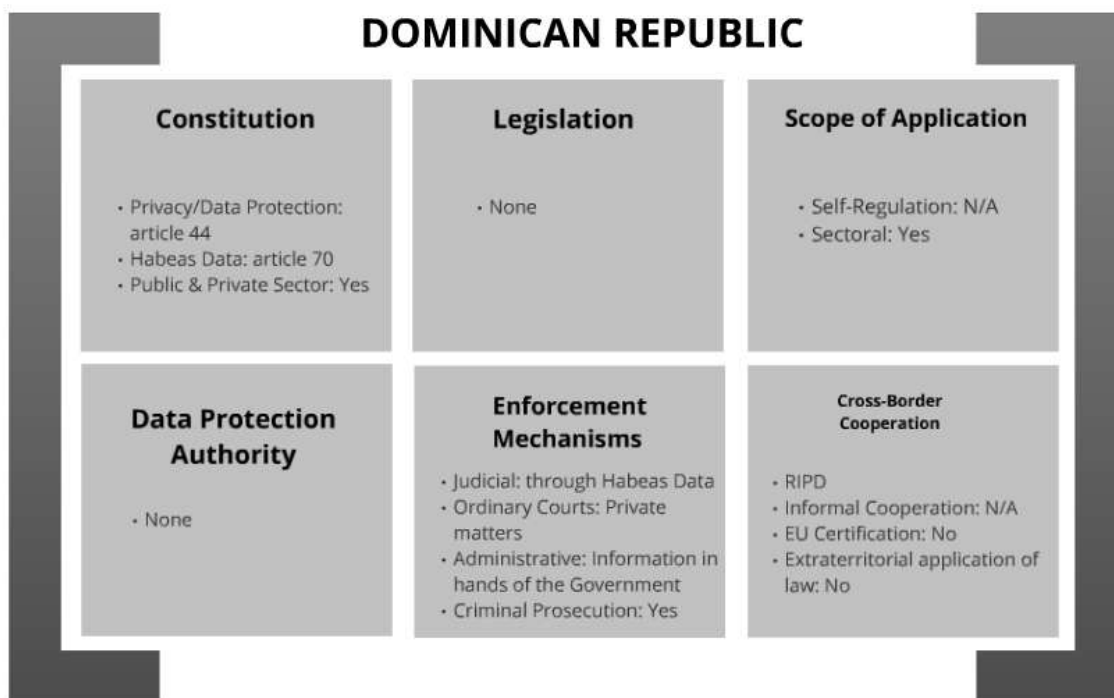 DOMINICAN REPUBLIC
Constitution
• Privacy/Data Protection:
article 44
• Habeas Data: article 70
• Public & Private Sector: Yes
Legislation
• None
Scope of Application
• Self-Regulation: N/A
• Sectoral: Yes
Data Protection
Authority
• None
Enforcement
Mechanisms
• Judicial: through Habeas Data
• Ordinary Courts: Private
matters
• Administrative: Information in
hands of the Government
• Criminal Prosecution: Yes
Cross-Border
Cooperation
• RIPD
• Informal Cooperation: N/A
• EU Certification: No
• Extraterritorial application of
law: No